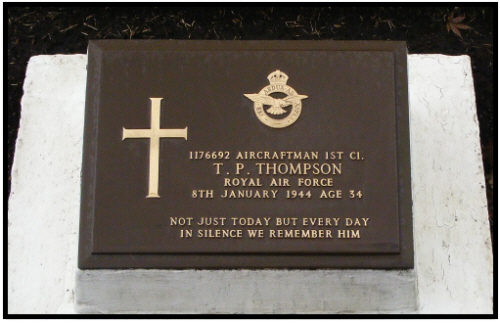 1176692 AIRCRAFTMAN 1ST CI.
T. P. THOMPSON
ROYAL AIR FORCE
8TH JANUARY 1944 AGE 34
NOT JUST TODAY BUT EVERY DAY
IN SILENCE WE REMEMBER HIM